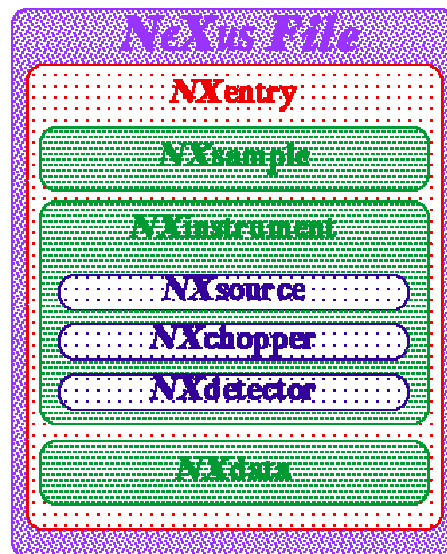 NeXus File
NXentry
NXsample
NXinstrument
NXsource
NXchopper
NXdetector
NXdata